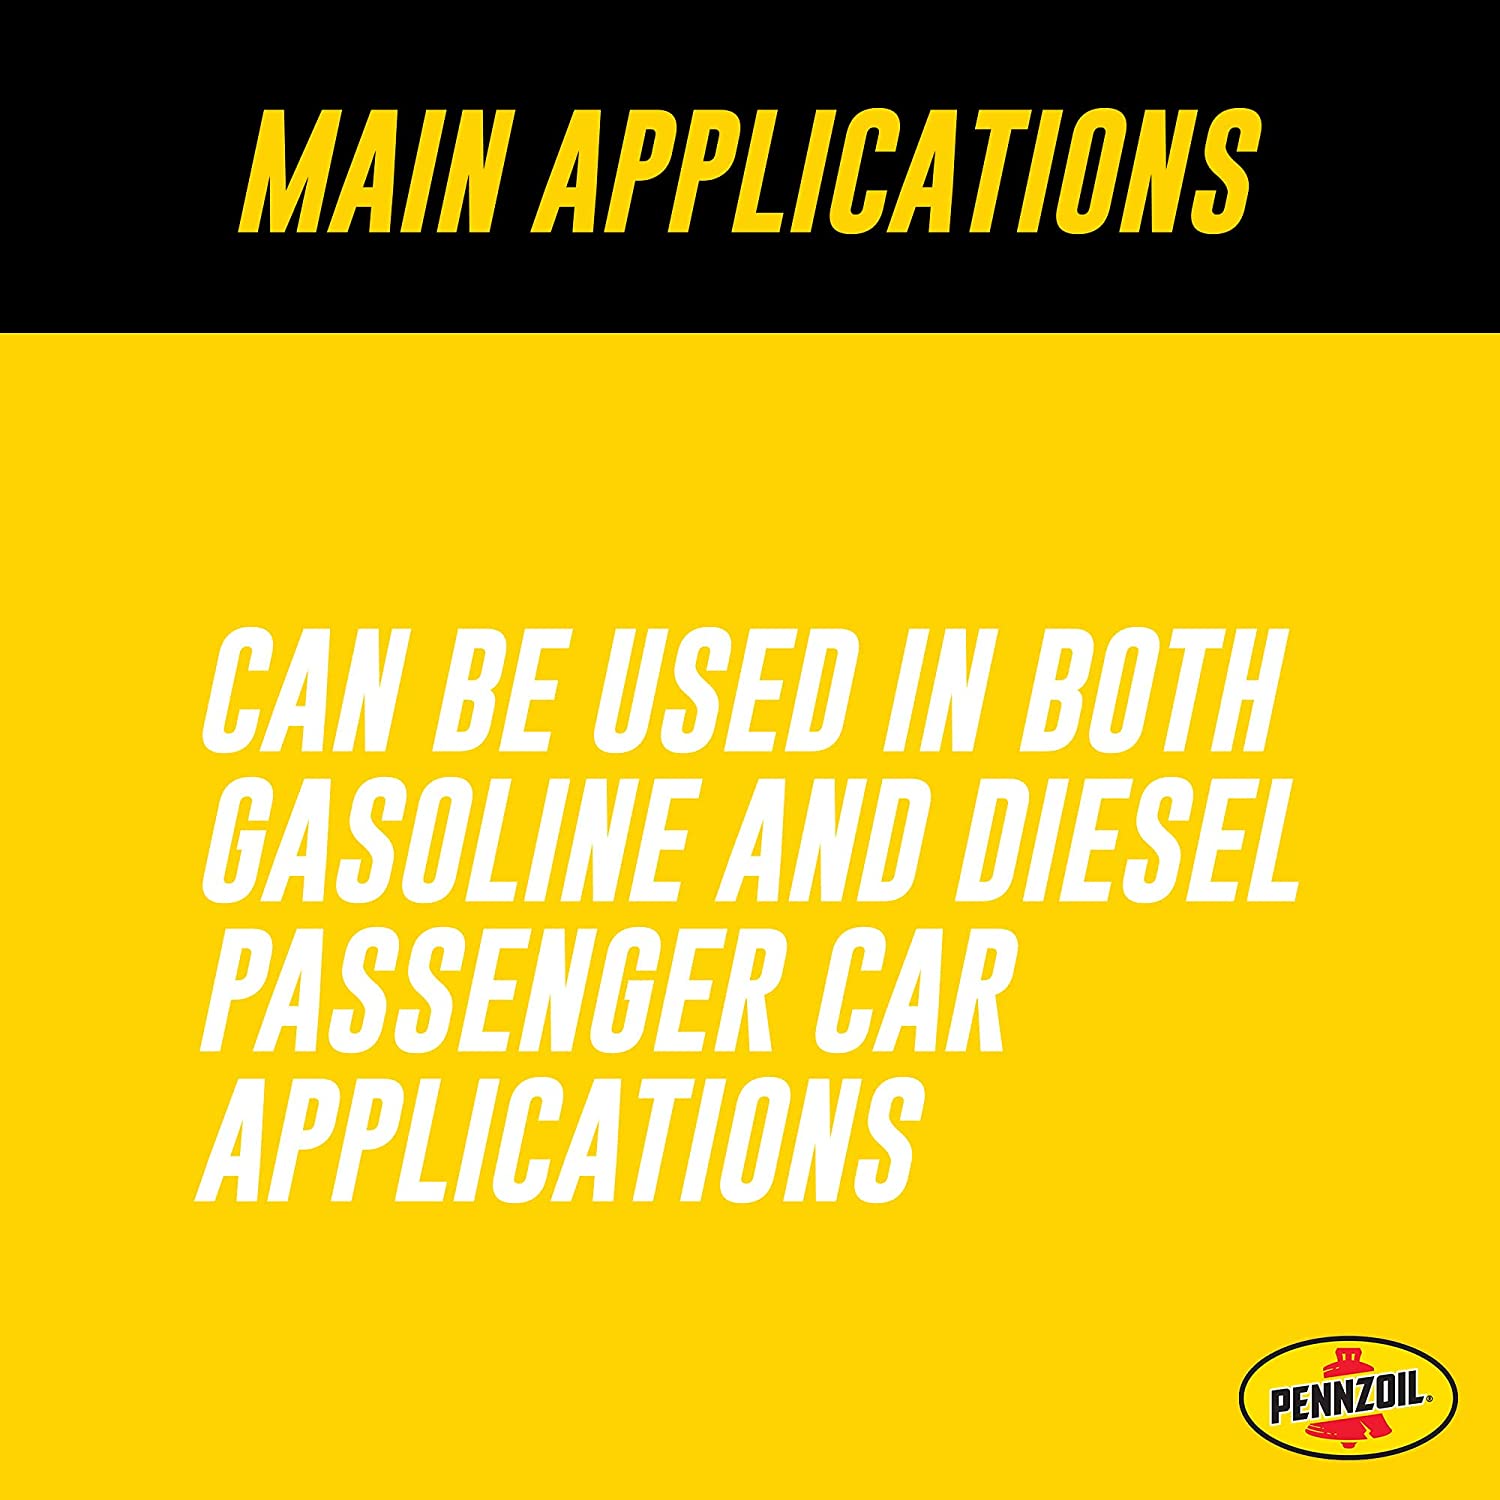 MAIN APPLICATIONS
CAN BE USED IN BOTH
GASOLINE AND DIESEL
PASSENGER CAR
APPLICATIONS
PENNZOIL®